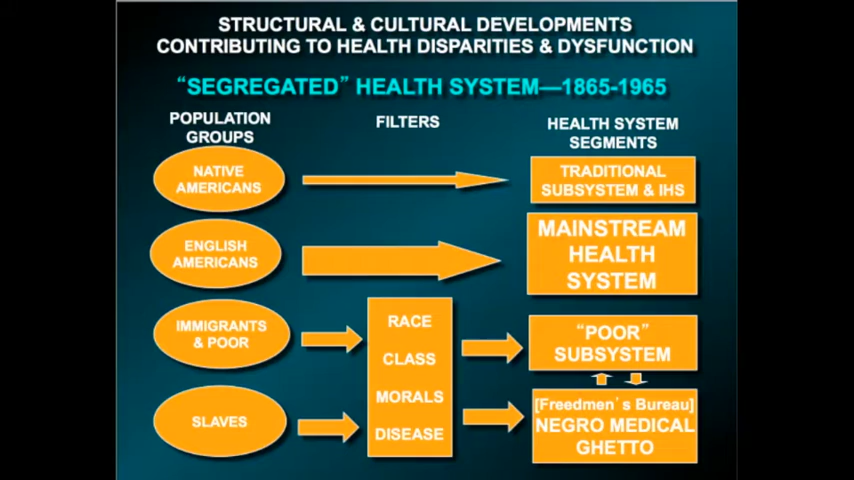 STRUCTURAL & CULTURAL DEVELOPMENTS
CONTRIBUTING TO HEALTH DISPARITIES & DYSFUNCTION
“SEGREGATED” HEALTH SYSTEM—1865-1965
POPULATION
GROUPS
FILTERS
HEALTH SYSTEM
SEGMENTS
NATIVE
AMERICANS
TRADITIONAL
SUBSYSTEM & IHS
ENGLISH
AMERICANS
MAINSTREAM
HEALTH
SYSTEM
IMMIGRANTS
& POOR
RACE
CLASS
MORALS
DISEASE
“POOR”
SUBSYSTEM
SLAVES
[Freedmen’s Bureau]
NEGRO MEDICAL
GHETTO